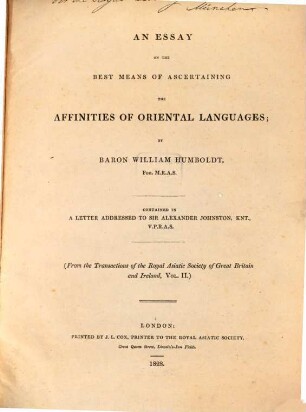 München
AN ESSAY
ON THE
BEST MEANS OF ASCERTAINING
THE
AFFINITIES OF ORIENTAL LANGUAGES;
BY
BARON WILLIAM HUMBOLDT,
FOR. M.R.A.S.
CONTAINED IN
A LETTER ADDRESSED TO SIR ALEXANDER JOHNSTON, KNT.,
V.P.R.A.S.
(From the Transactions of the Royal Asiatic Society of Great Britain
and Ireland, VOL. II.)
LONDON:
PRINTED BY J. L. COX, PRINTER TO THE ROYAL ASIATIC SOCIETY,
Great Queen Street, Lincoln's-Inn Fields.
1828.